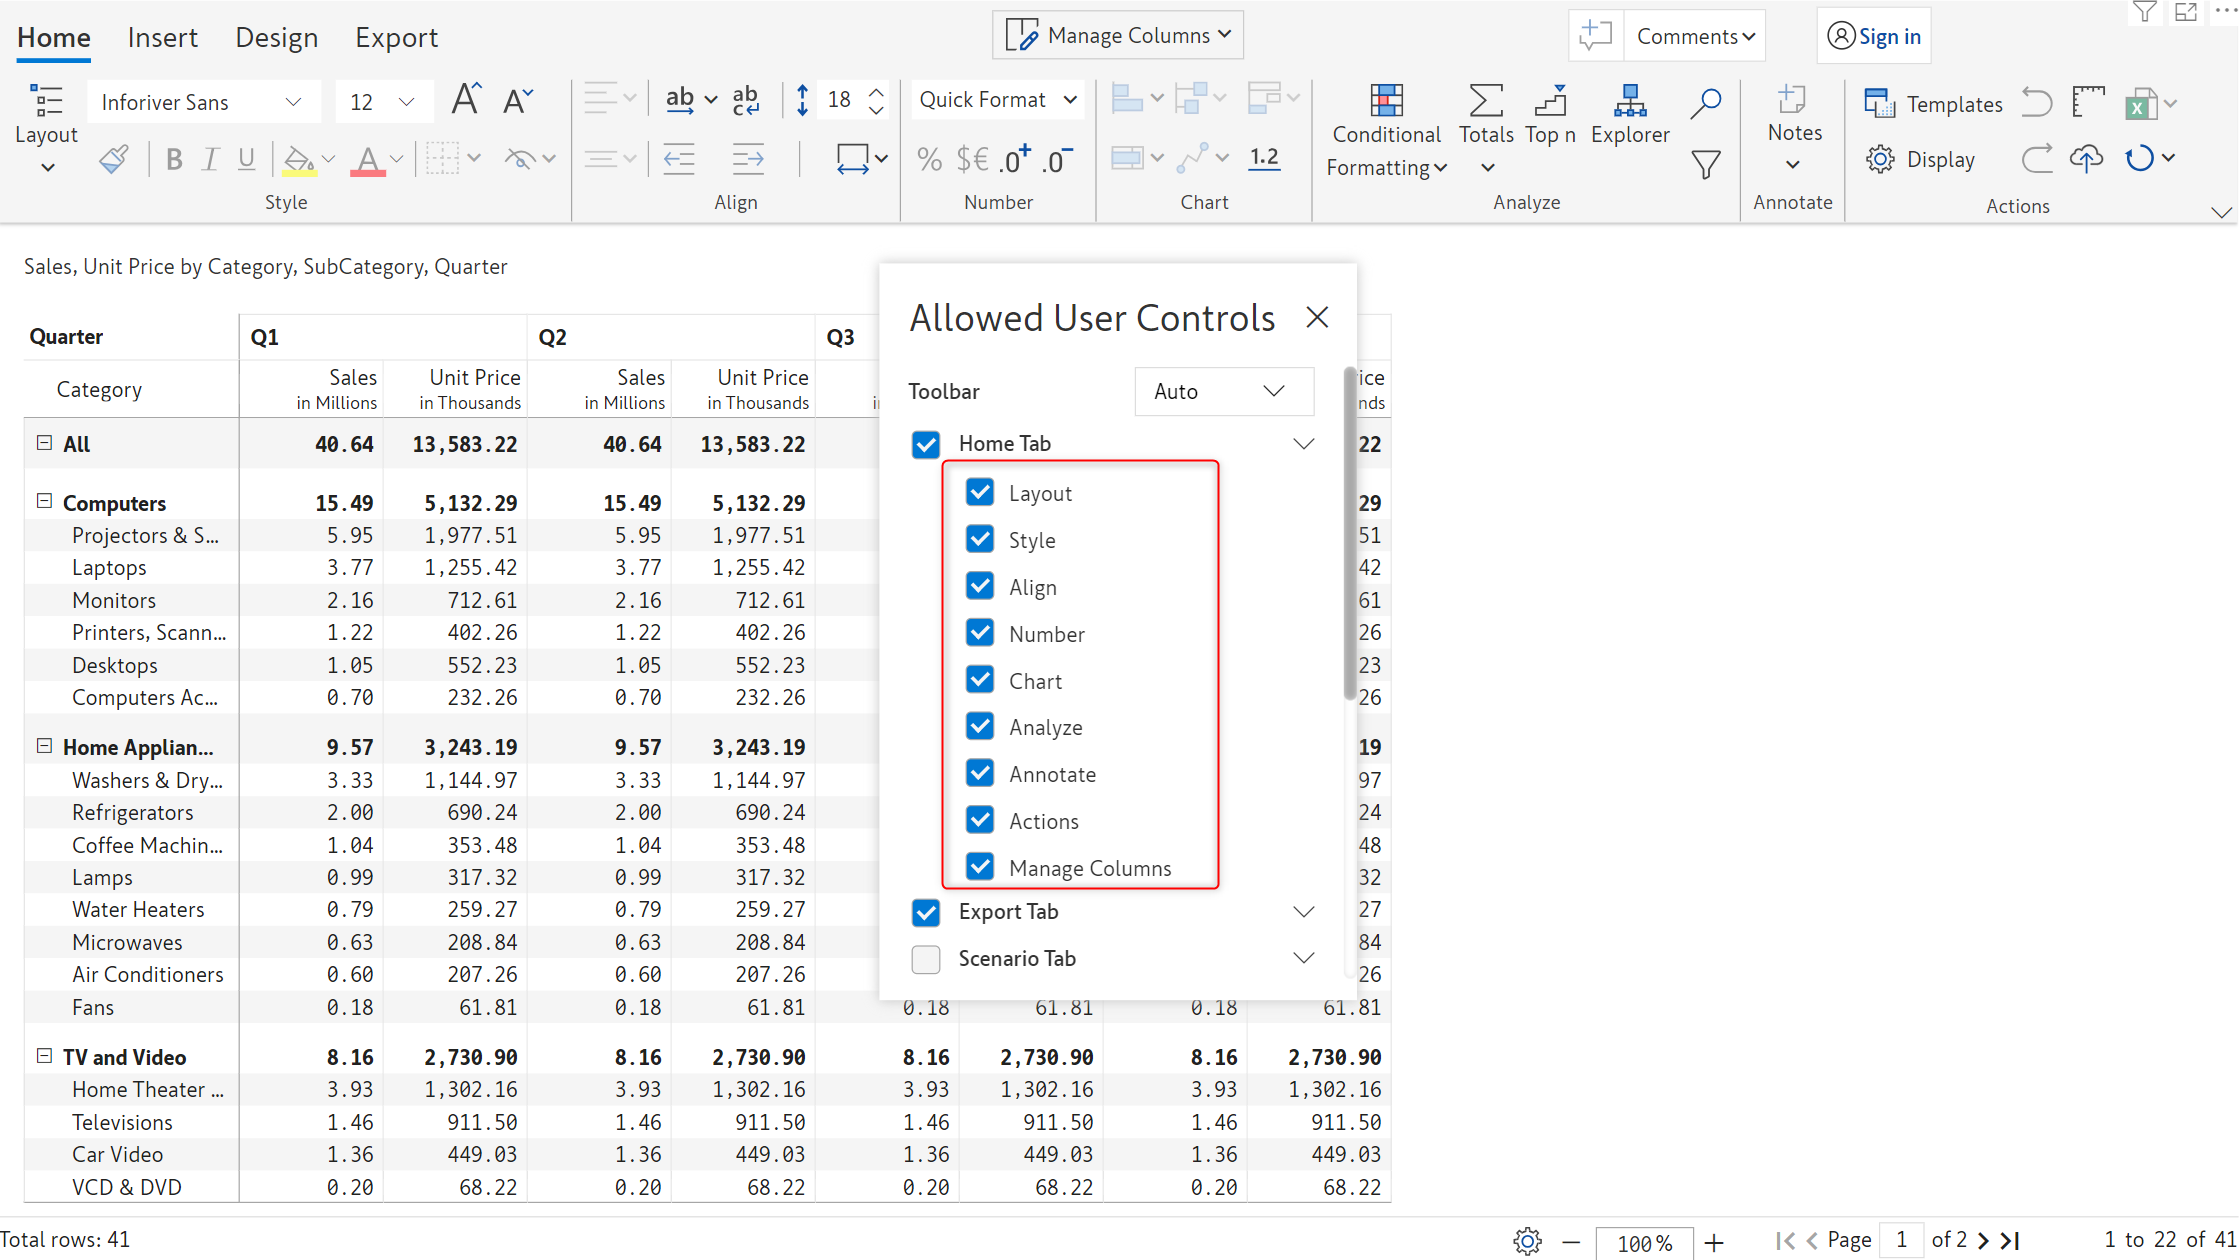 Home Insert Design Export Manage Columns Comments Sign in
Inforiver Sans 12 A A ab ab 18 Quick Format Templates
Layout Conditional Formatting Totals Top n Explorer Notes
B I U A % $€ .0+ .0- 1.2 Display
Style Align Number Chart Analyze Annotate Actions
Sales, Unit Price by Category, SubCategory, Quarter
Quarter Q1 Q2 Q3
Category Sales in Millions Unit Price in Thousands Sales in Millions Unit Price in Thousands
All 40.64 13,583.22 40.64 13,583.22 22
Computers 15.49 5,132.29 15.49 5,132.29 29
Projectors & S... 5.95 1,977.51 5.95 1,977.51 51
Laptops 3.77 1,255.42 3.77 1,255.42 42
Monitors 2.16 712.61 2.16 712.61 61
Printers, Scann... 1.22 402.26 1.22 402.26 26
Desktops 1.05 552.23 1.05 552.23 23
Computers Ac... 0.70 232.26 0.70 232.26 26
Home Applian... 9.57 3,243.19 9.57 3,243.19 19
Washers & Dry... 3.33 1,144.97 3.33 1,144.97 97
Refrigerators 2.00 690.24 2.00 690.24 24
Coffee Machin... 1.04 353.48 1.04 353.48 48
Lamps 0.99 317.32 0.99 317.32 32
Water Heaters 0.79 259.27 0.79 259.27 27
Microwaves 0.63 208.84 0.63 208.84 84
Air Conditioners 0.60 207.26 0.60 207.26 26
Fans 0.18 61.81 0.18 61.81 0.18 61.81 0.18 61.81
TV and Video 8.16 2,730.90 8.16 2,730.90 8.16 2,730.90 8.16 2,730.90
Home Theater ... 3.93 1,302.16 3.93 1,302.16 3.93 1,302.16 3.93 1,302.16
Televisions 1.46 911.50 1.46 911.50 1.46 911.50 1.46 911.50
Car Video 1.36 449.03 1.36 449.03 1.36 449.03 1.36 449.03
VCD & DVD 0.20 68.22 0.20 68.22 0.20 68.22 0.20 68.22
Allowed User Controls
Toolbar Auto
Home Tab
Layout
Style
Align
Number
Chart
Analyze
Annotate
Actions
Manage Columns
Export Tab
Scenario Tab
Total rows: 41 100% Page 1 of 2 1 to 22 of 41